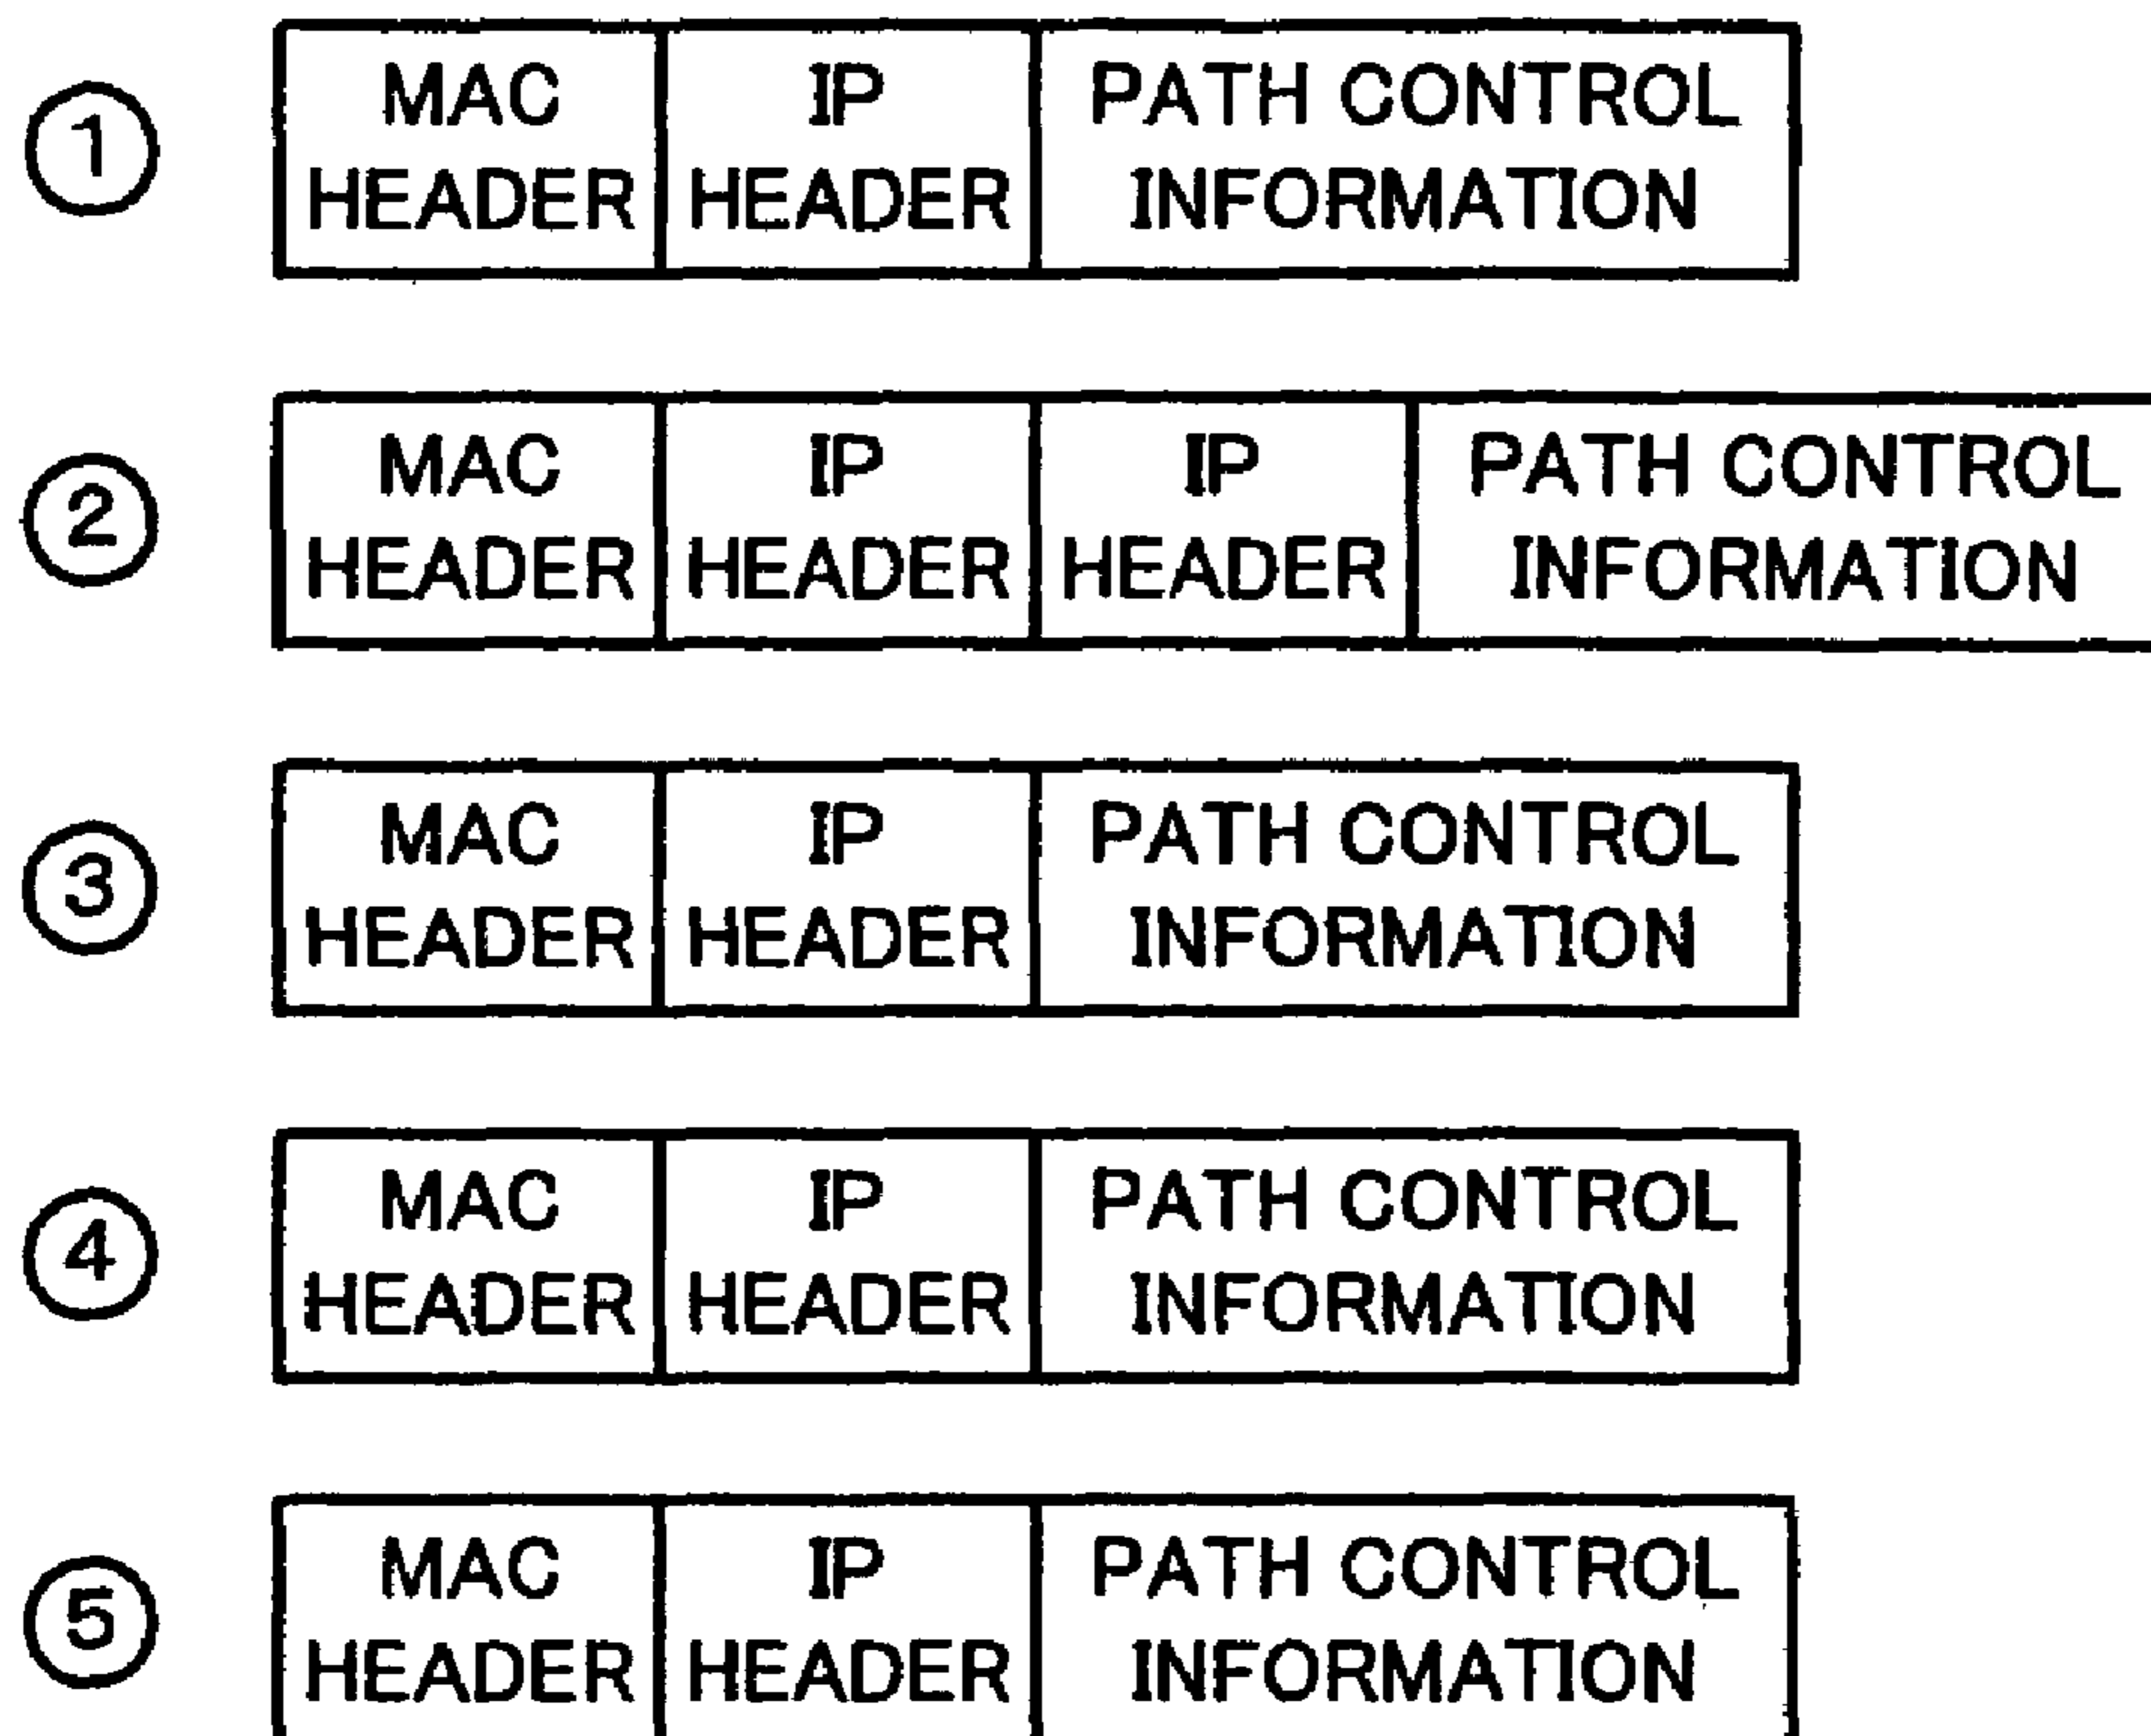 ① MAC IP PATH CONTROL
HEADER HEADER INFORMATION
② MAC IP IP PATH CONTROL
HEADER HEADER HEADER INFORMATION
③ MAC IP PATH CONTROL
HEADER HEADER INFORMATION
④ MAC IP PATH CONTROL
HEADER HEADER INFORMATION
⑤ MAC IP PATH CONTROL
HEADER HEADER INFORMATION